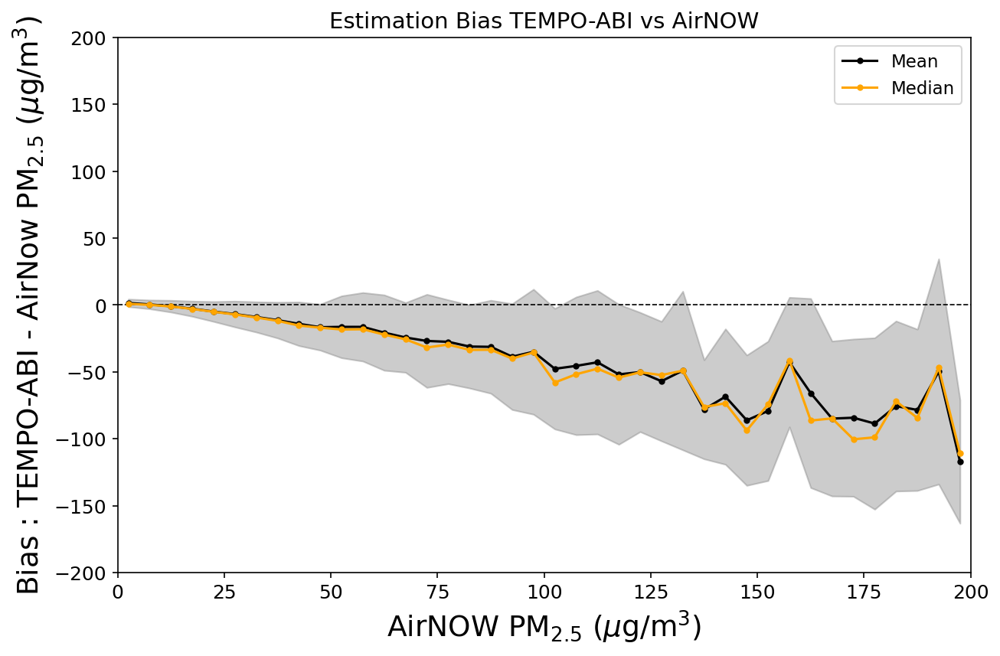 Estimation Bias TEMPO-ABI vs AirNOW
Bias : TEMPO-ABI - AirNow PM₂.₅ (μg/m³)
200
150
100
50
0
−50
−100
−150
−200
Mean
Median
0 25 50 75 100 125 150 175 200
AirNOW PM₂.₅ (μg/m³)